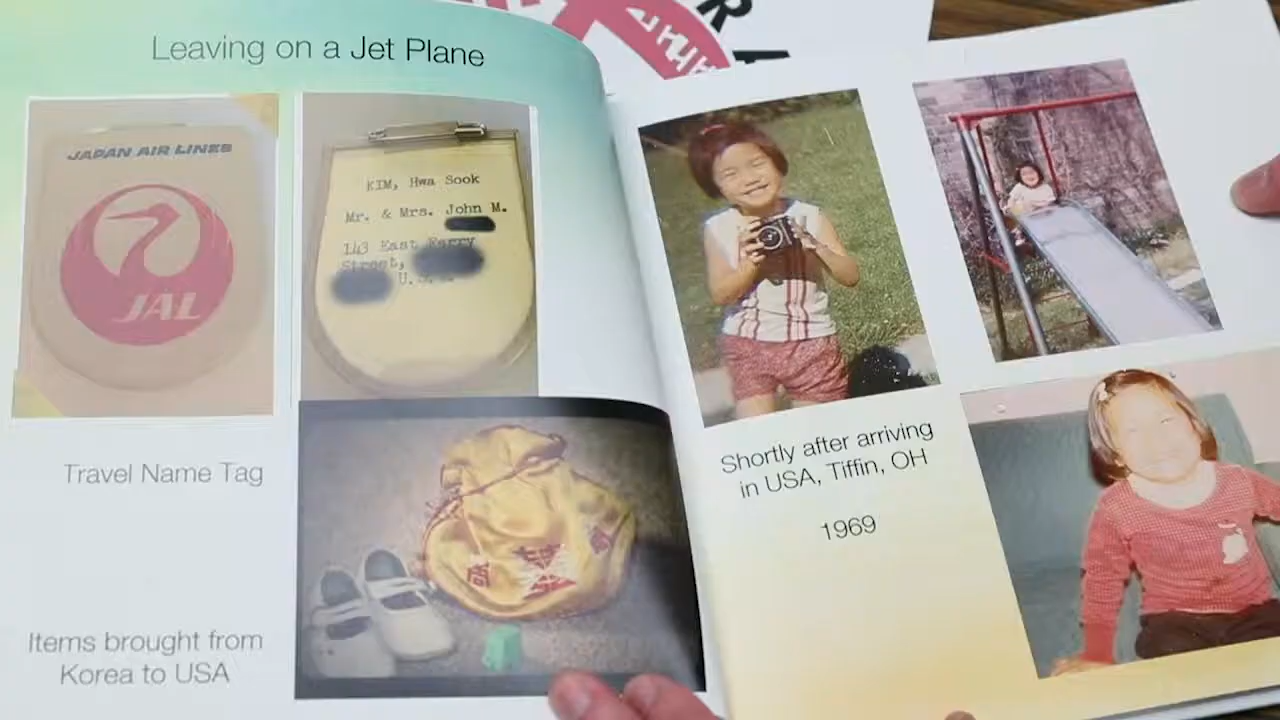 Leaving on a Jet Plane
JAPAN AIR LINES
JAL
KIM, Hwa Sook
Mr. & Mrs. John M.
143 East Perry
Street,
U.S.A
Travel Name Tag
Items brought from
Korea to USA
Shortly after arriving
in USA, Tiffin, OH
1969